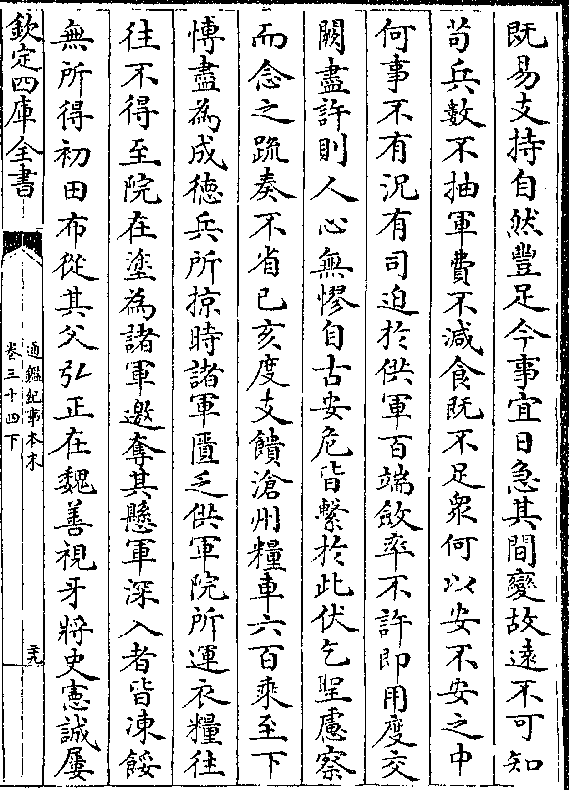 既易支持自然豐足今事宜日急其間變故遠不可知
茍兵數不抽軍費不減食既不足衆何以安不安之中
何事不有況有司迫於供軍百端斂率不許即用度交
闕盡許則人心無憀自古安危皆繫於此伏乞聖慮察
而念之疏奏不省已亥度支饋滄州糧車六百乘至下
慱盡為成徳兵所掠時諸軍匱乏供軍院所運衣糧往
往不得至院在塗為諸軍邀奪其懸軍深入者皆凍餒
無所得初田布從其父弘正在魏善視牙將史憲誠屢
欽定四庫全書
通鑑紀事本末
卷三十四下
三十九